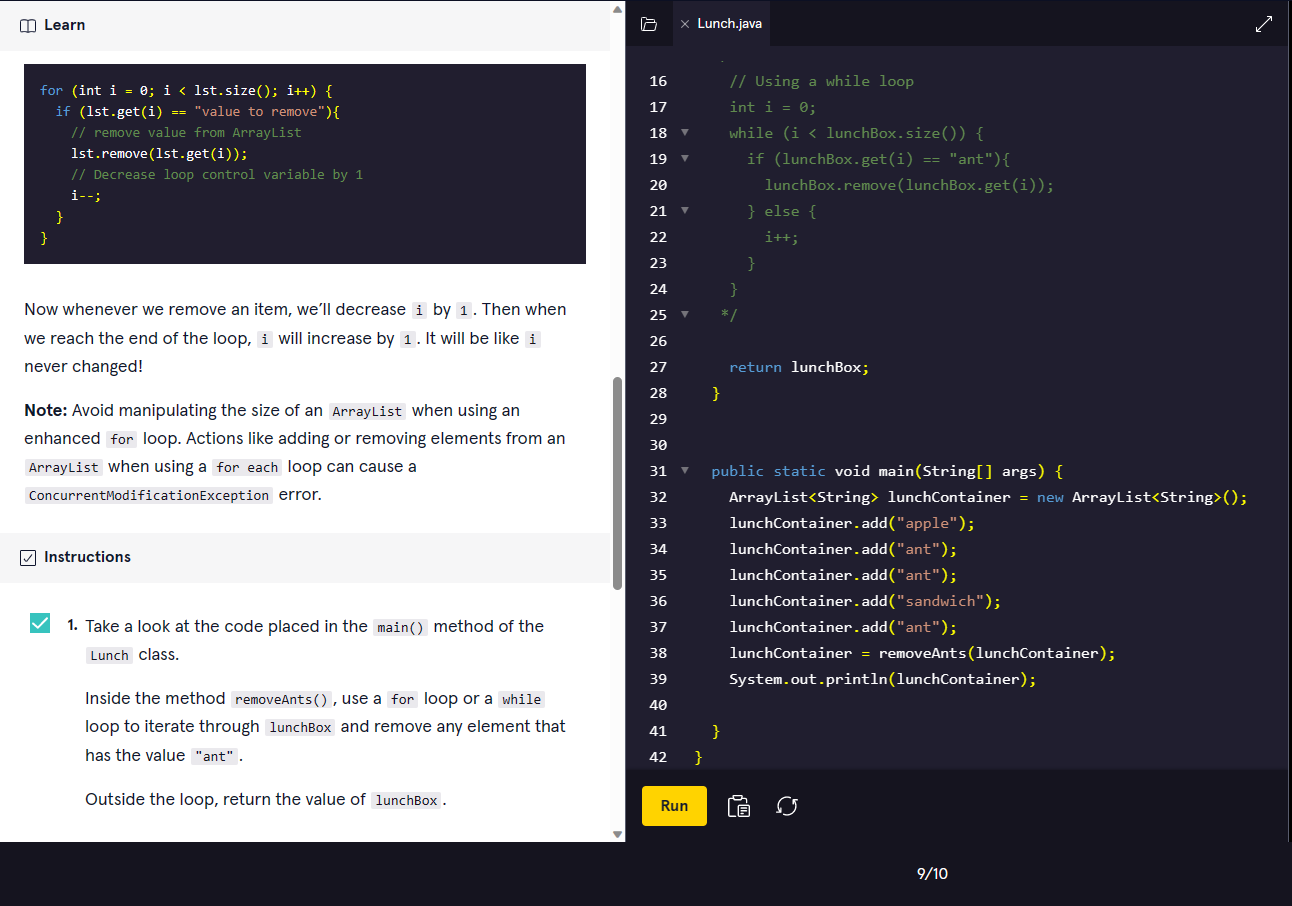 Learn
for (int i = 0; i < lst.size(); i++) {
  if (lst.get(i) == "value to remove"){
    // remove value from ArrayList
    lst.remove(lst.get(i));
    // Decrease loop control variable by 1
    i--;
  }
}
Now whenever we remove an item, we’ll decrease i by 1. Then when
we reach the end of the loop, i will increase by 1. It will be like i
never changed!
Note: Avoid manipulating the size of an ArrayList when using an
enhanced for loop. Actions like adding or removing elements from an
ArrayList when using a for each loop can cause a
ConcurrentModificationException error.
Instructions
1. Take a look at the code placed in the main() method of the
Lunch class.
Inside the method removeAnts(), use a for loop or a while
loop to iterate through lunchBox and remove any element that
has the value "ant".
Outside the loop, return the value of lunchBox.
Lunch.java
16 // Using a while loop
17 int i = 0;
18 while (i < lunchBox.size()) {
19 if (lunchBox.get(i) == "ant"){
20 lunchBox.remove(lunchBox.get(i));
21 } else {
22 i++;
23 }
24 }
25 */
26
27 return lunchBox;
28 }
29
30
31 public static void main(String[] args) {
32 ArrayList<String> lunchContainer = new ArrayList<String>();
33 lunchContainer.add("apple");
34 lunchContainer.add("ant");
35 lunchContainer.add("ant");
36 lunchContainer.add("sandwich");
37 lunchContainer.add("ant");
38 lunchContainer = removeAnts(lunchContainer);
39 System.out.println(lunchContainer);
40
41 }
42 }
Run
9/10